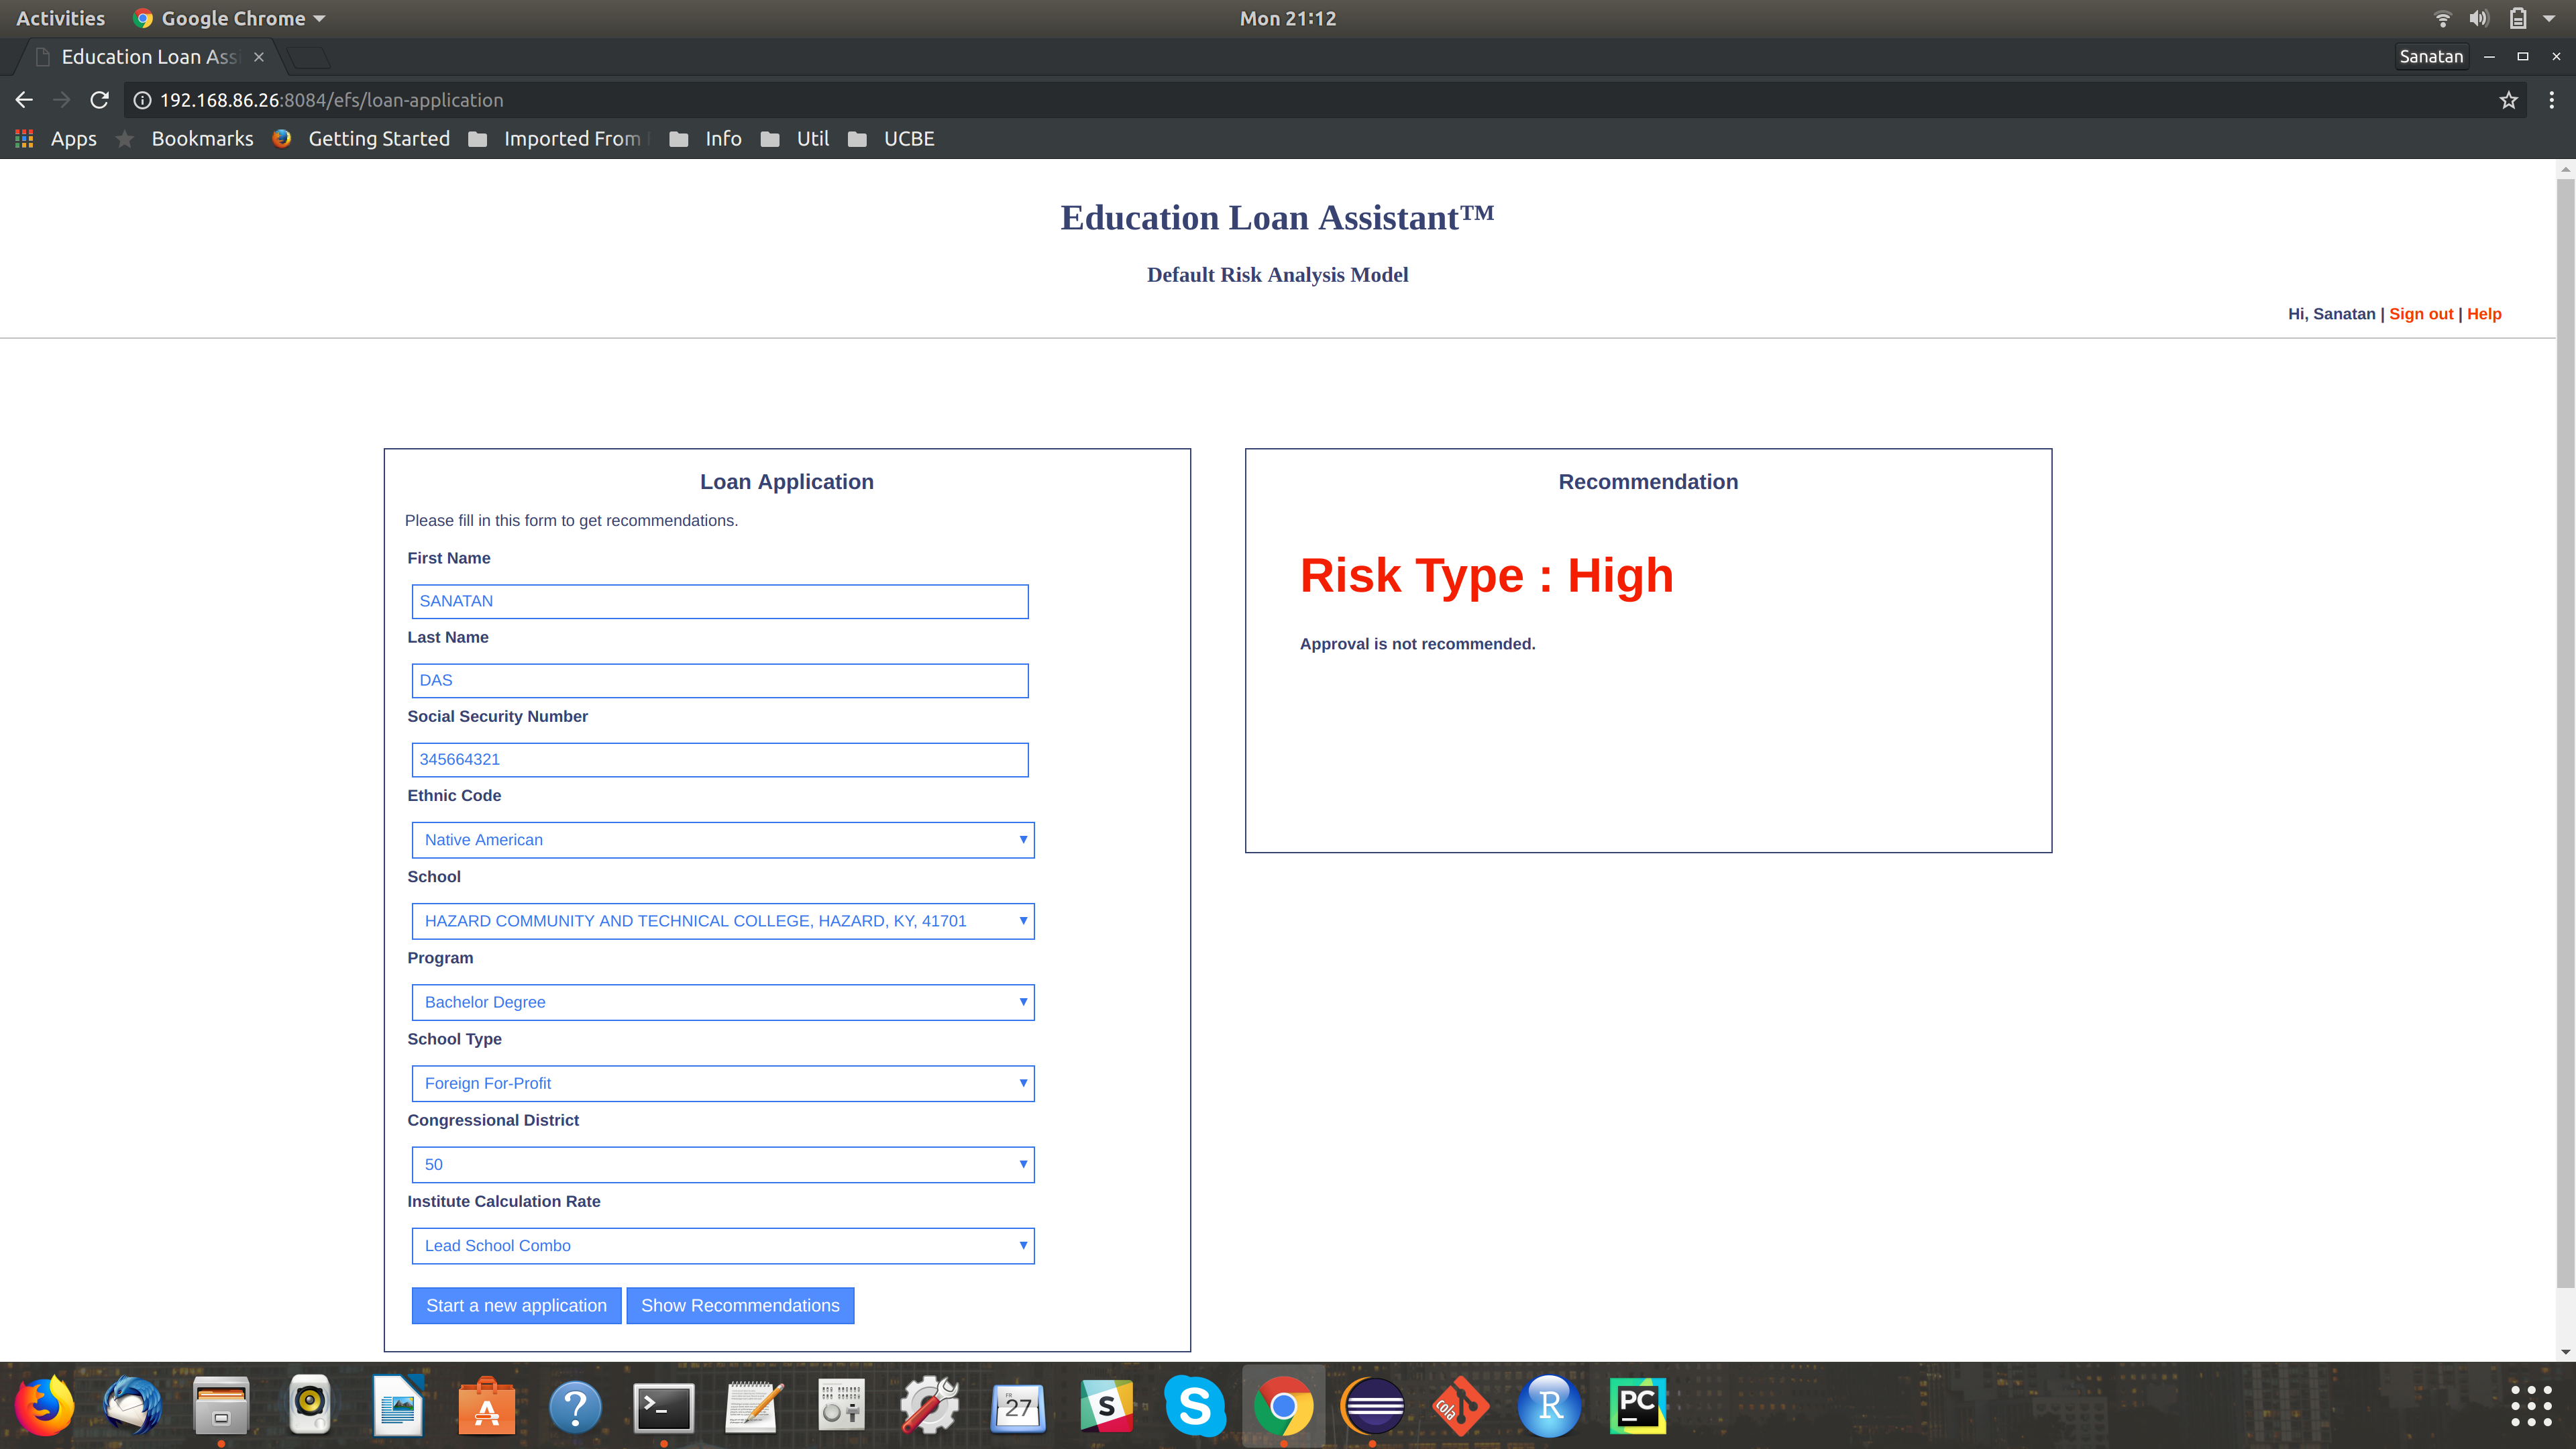 Activities Google Chrome Mon 21:12
Education Loan Ass Sanatan
192.168.86.26:8084/efs/loan-application
Apps Bookmarks Getting Started Imported From Info Util UCBE
Education Loan Assistant™
Default Risk Analysis Model
Hi, Sanatan | Sign out | Help
Loan Application
Please fill in this form to get recommendations.
First Name
SANATAN
Last Name
DAS
Social Security Number
345664321
Ethnic Code
Native American
School
HAZARD COMMUNITY AND TECHNICAL COLLEGE, HAZARD, KY, 41701
Program
Bachelor Degree
School Type
Foreign For-Profit
Congressional District
50
Institute Calculation Rate
Lead School Combo
Start a new application Show Recommendations
Recommendation
Risk Type : High
Approval is not recommended.
FR
27
S
S
cola
R
PC